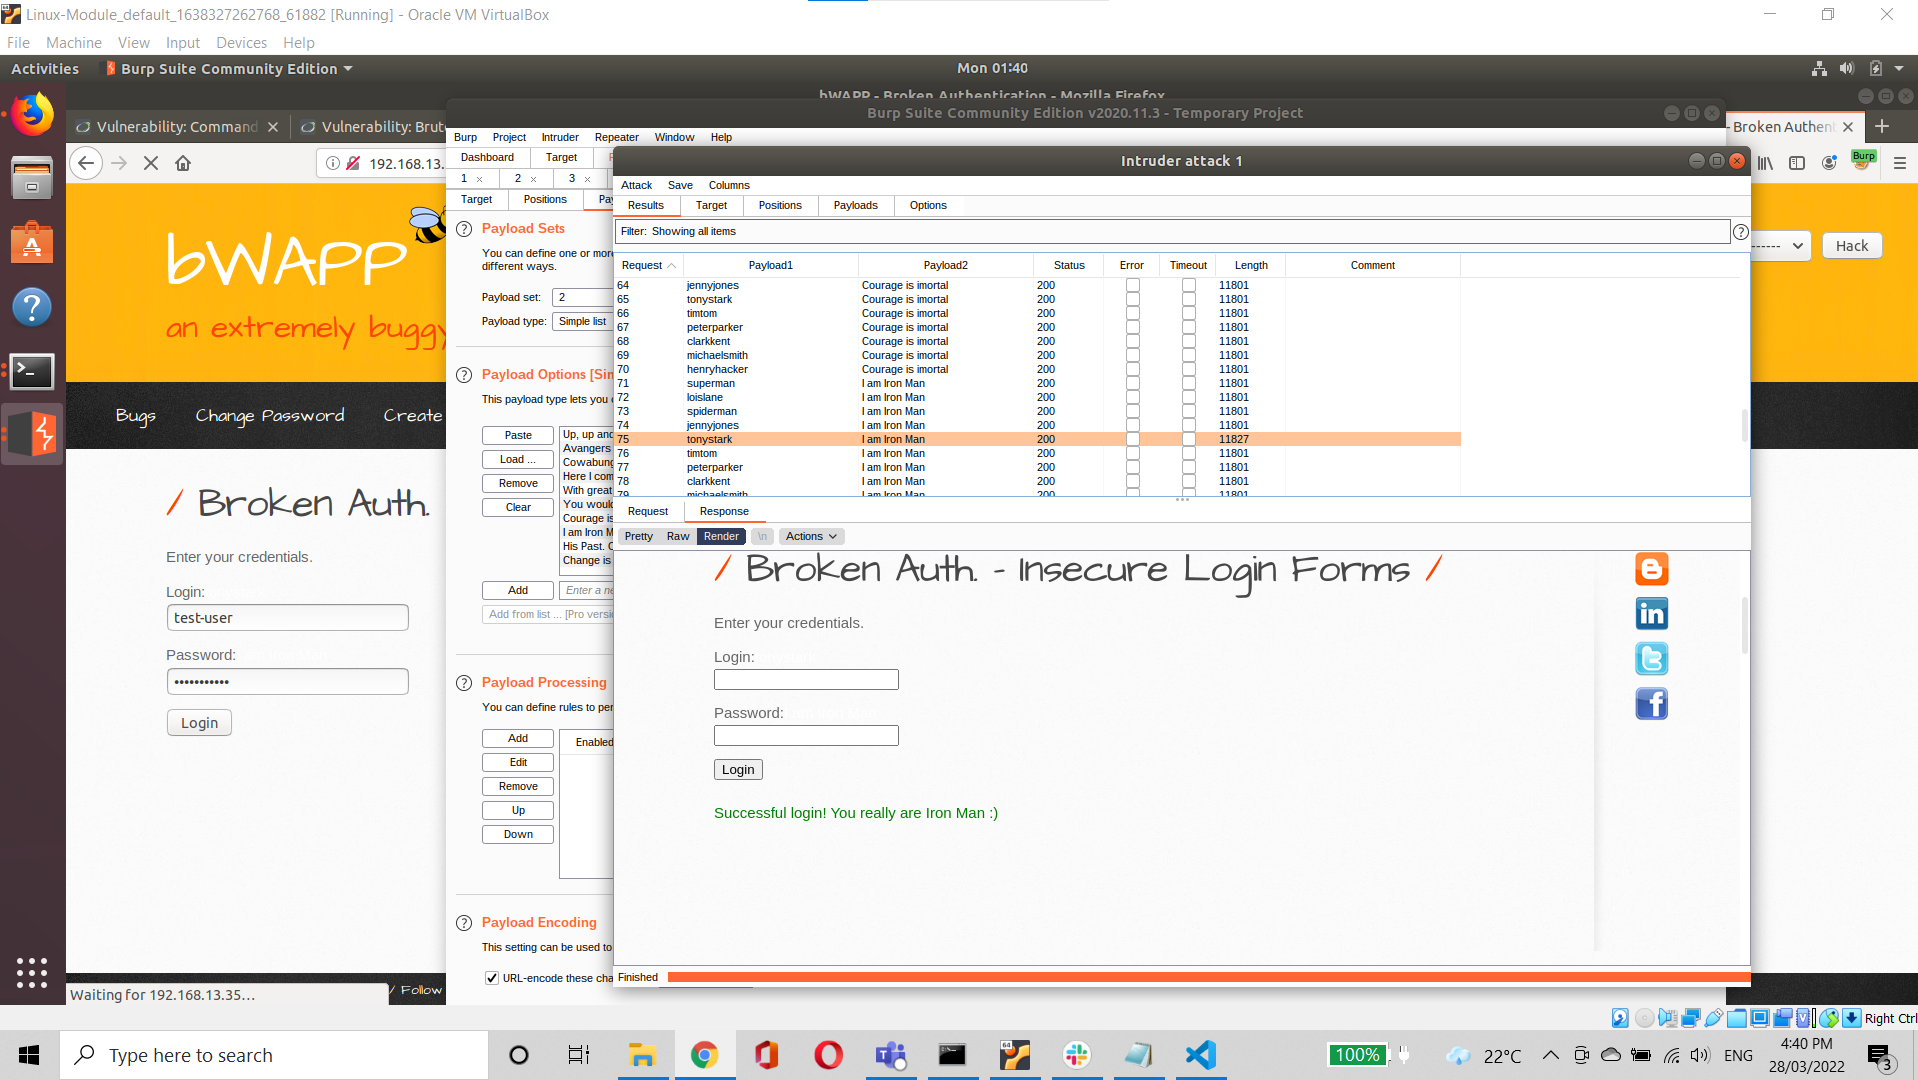 Linux-Module_default_1638327262768_61882 [Running] - Oracle VM VirtualBox
File Machine View Input Devices Help
Activities Burp Suite Community Edition Mon 01:40
bWAPP - Broken Authentication - Mozilla Firefox
Burp Suite Community Edition v2020.11.3 - Temporary Project
Vulnerability: Command
Vulnerability: Brut
- Broken Authent
Burp Project Intruder Repeater Window Help
Dashboard Target
192.168.13.
Burp
1 2 3
Target Positions Pay
Intruder attack 1
Attack Save Columns
Results Target Positions Payloads Options
Filter: Showing all items
Request Payload1 Payload2 Status Error Timeout Length Comment
64 jennyjones Courage is imortal 200 11801
65 tonystark Courage is imortal 200 11801
66 timtom Courage is imortal 200 11801
67 peterparker Courage is imortal 200 11801
68 clarkkent Courage is imortal 200 11801
69 michaelsmith Courage is imortal 200 11801
70 henryhacker Courage is imortal 200 11801
71 superman I am Iron Man 200 11801
72 loislane I am Iron Man 200 11801
73 spiderman I am Iron Man 200 11801
74 jennyjones I am Iron Man 200 11801
75 tonystark I am Iron Man 200 11827
76 timtom I am Iron Man 200 11801
77 peterparker I am Iron Man 200 11801
78 clarkkent I am Iron Man 200 11801
79 michaelsmith I am Iron Man 200 11801
Request Response
Pretty Raw Render \n Actions
/ Broken Auth. - Insecure Login Forms /
Enter your credentials.
Login:
Password:
Login
Successful login! You really are Iron Man :)
Finished
Payload Sets
You can define one or more
different ways.
Payload set: 2
Payload type: Simple list
Payload Options [Sim
This payload type lets you c
Paste
Load ...
Remove
Clear
Up, up and
Avangers
Cowabung
Here I com
With great
You would
Courage is
I am Iron M
His Past. C
Change is
Add Enter a ne
Add from list ... [Pro versi
Payload Processing
You can define rules to per
Add
Edit
Remove
Up
Down
Enabled
Payload Encoding
This setting can be used to
URL-encode these cha
bWAPP
an extremely buggy
Bugs Change Password Create
/ Broken Auth.
Enter your credentials.
Login:
test-user
Password:
•••••••••••
Login
------
Hack
/ Follow
Waiting for 192.168.13.35...
Right Ctrl
Type here to search
64
100%
22°C
ENG
4:40 PM
28/03/2022
3